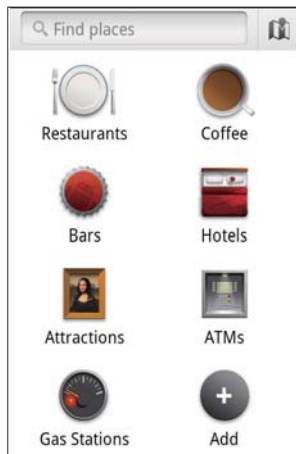 Find places
Restaurants Coffee
Bars Hotels
Attractions ATMs
Gas Stations Add